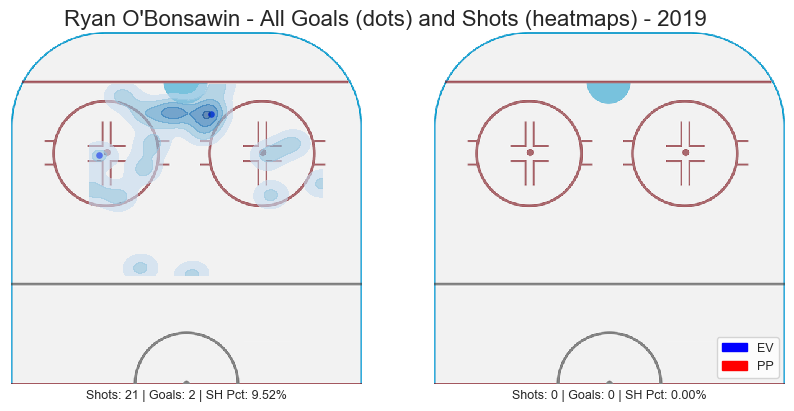 Ryan O'Bonsawin - All Goals (dots) and Shots (heatmaps) - 2019
EV
PP
Shots: 21 | Goals: 2 | SH Pct: 9.52%
Shots: 0 | Goals: 0 | SH Pct: 0.00%